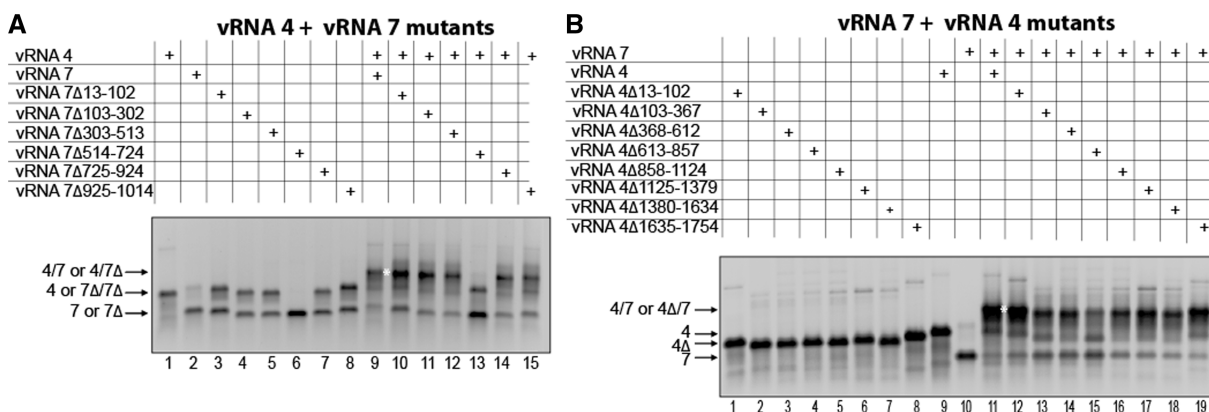 A
vRNA 4 + vRNA 7 mutants
vRNA 4 + + + + + + + +
vRNA 7 + +
vRNA 7Δ13-102 + +
vRNA 7Δ103-302 + +
vRNA 7Δ303-513 + +
vRNA 7Δ514-724 + +
vRNA 7Δ725-924 + +
vRNA 7Δ925-1014 + +
4/7 or 4/7Δ
*
4 or 7Δ/7Δ
7 or 7Δ
1 2 3 4 5 6 7 8 9 10 11 12 13 14 15
B
vRNA 7 + vRNA 4 mutants
vRNA 7 + + + + + + + + + +
vRNA 4 + +
vRNA 4Δ13-102 + +
vRNA 4Δ103-367 + +
vRNA 4Δ368-612 + +
vRNA 4Δ613-857 + +
vRNA 4Δ858-1124 + +
vRNA 4Δ1125-1379 + +
vRNA 4Δ1380-1634 + +
vRNA 4Δ1635-1754 + +
4/7 or 4Δ/7
*
4
4Δ
7
1 2 3 4 5 6 7 8 9 10 11 12 13 14 15 16 17 18 19